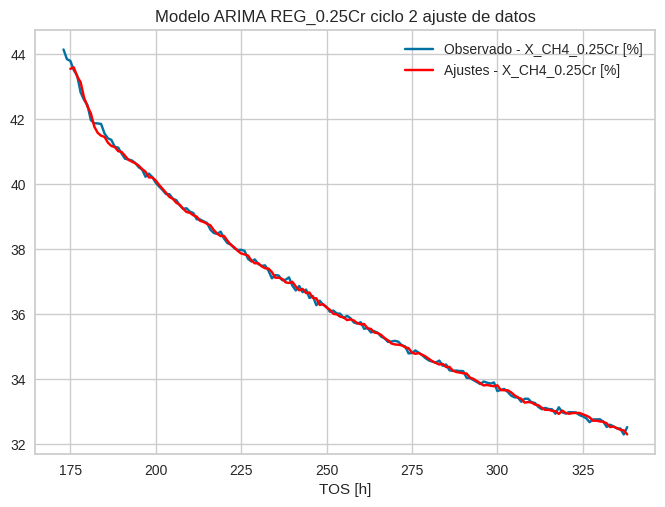 Modelo ARIMA REG_0.25Cr ciclo 2 ajuste de datos
Observado - X_CH4_0.25Cr [%]
Ajustes - X_CH4_0.25Cr [%]
44
42
40
38
36
34
32
175 200 225 250 275 300 325
TOS [h]